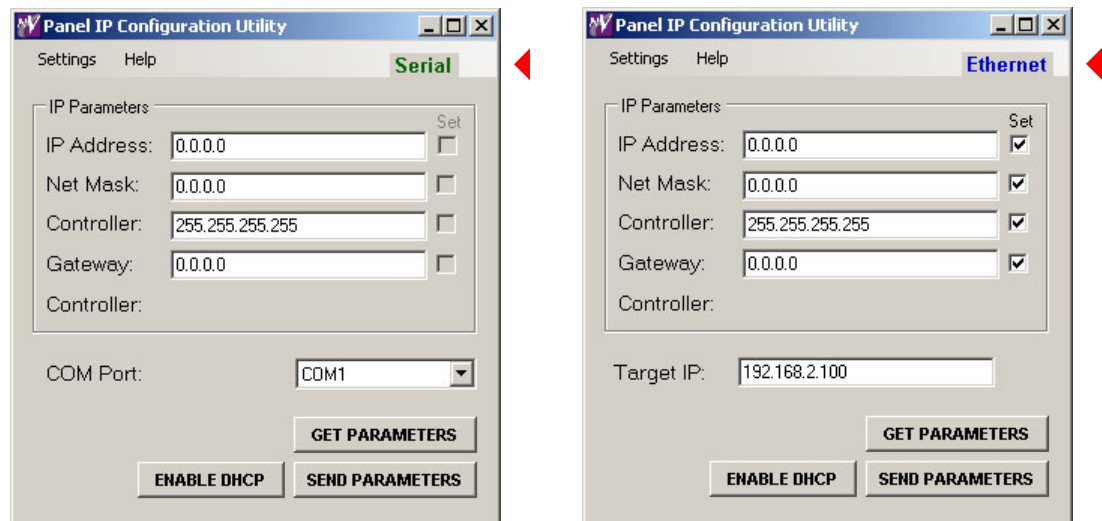 Panel IP Configuration Utility
Settings Help Serial
IP Parameters
Set
IP Address: 0.0.0.0
Net Mask: 0.0.0.0
Controller: 255.255.255.255
Gateway: 0.0.0.0
Controller:
COM Port: COM1
GET PARAMETERS
ENABLE DHCP SEND PARAMETERS
Panel IP Configuration Utility
Settings Help Ethernet
IP Parameters
Set
IP Address: 0.0.0.0
Net Mask: 0.0.0.0
Controller: 255.255.255.255
Gateway: 0.0.0.0
Controller:
Target IP: 192.168.2.100
GET PARAMETERS
ENABLE DHCP SEND PARAMETERS